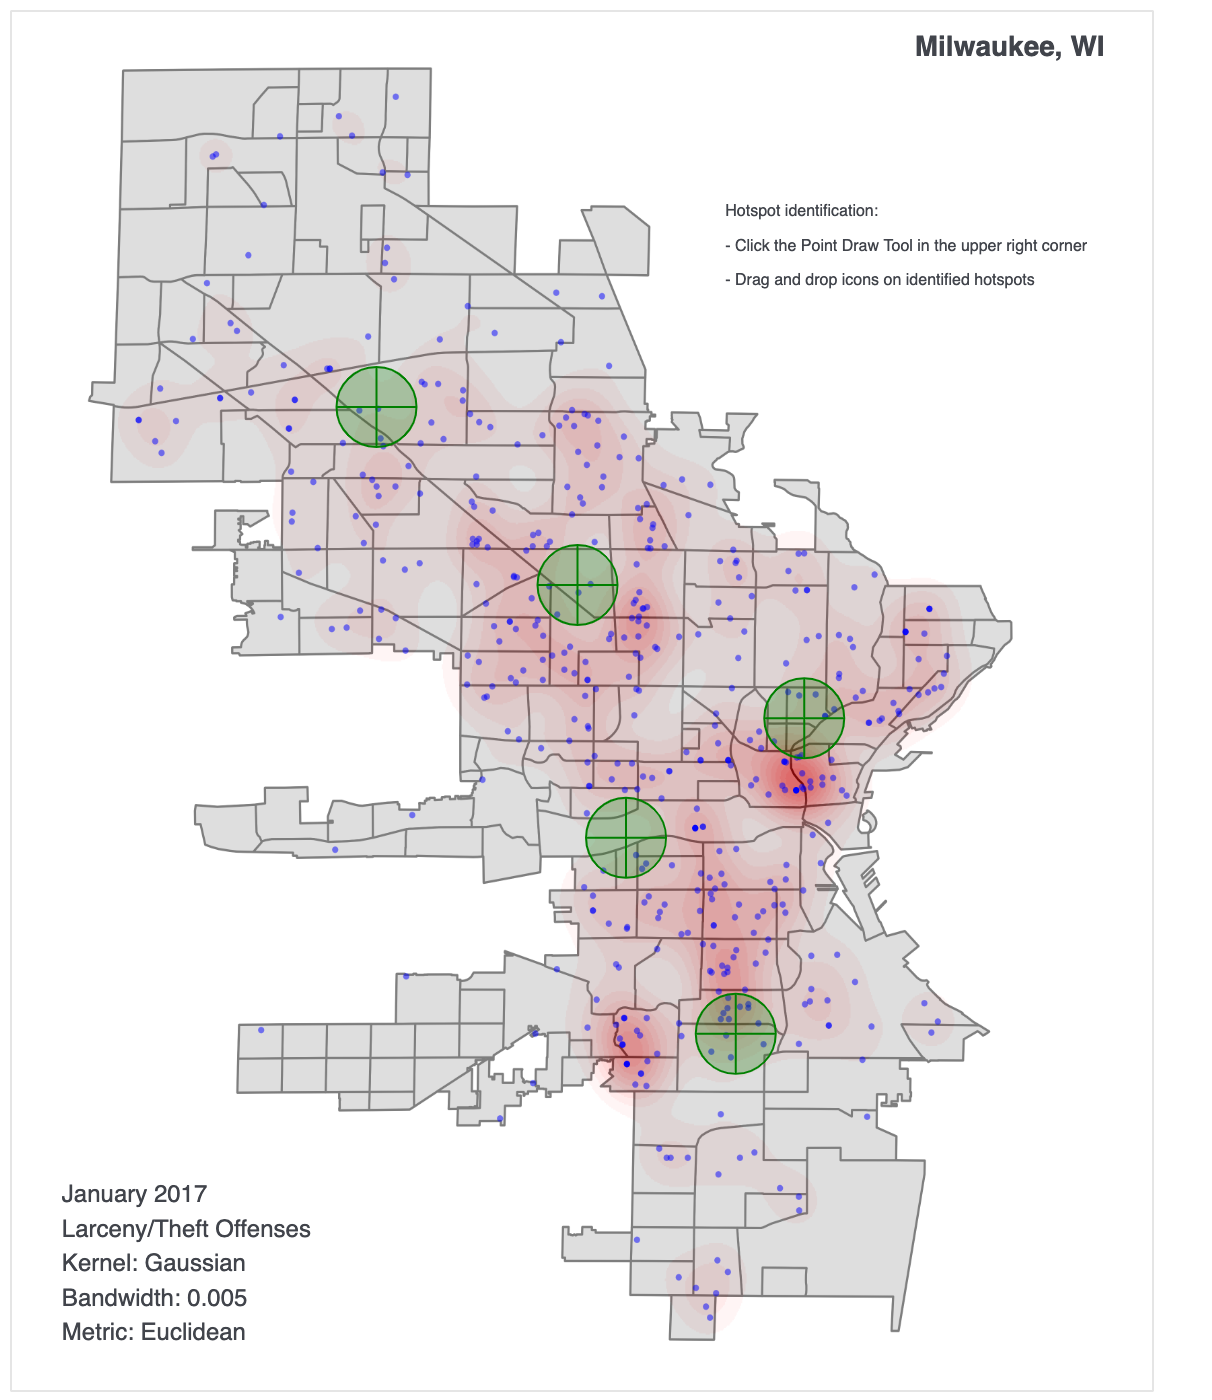 Milwaukee, WI
Hotspot identification:
- Click the Point Draw Tool in the upper right corner
- Drag and drop icons on identified hotspots
January 2017
Larceny/Theft Offenses
Kernel: Gaussian
Bandwidth: 0.005
Metric: Euclidean